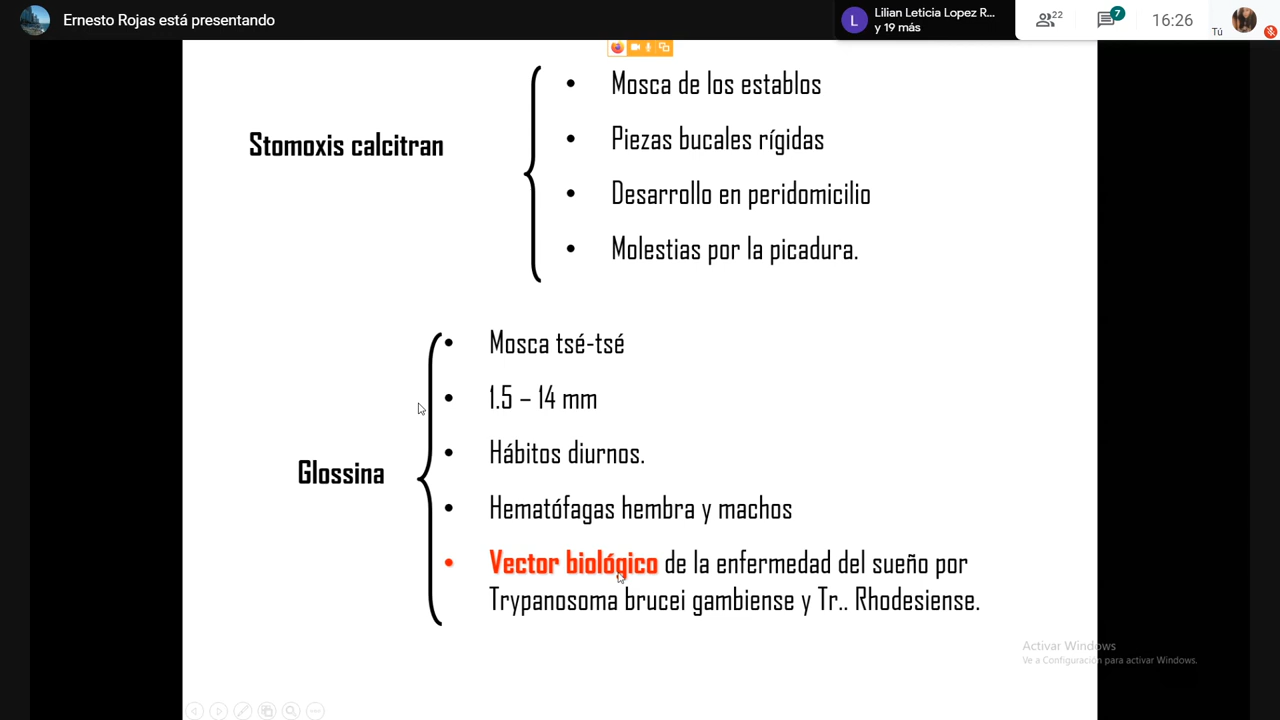 Ernesto Rojas está presentando
L
Lilian Leticia Lopez R...
y 19 más
22
7
16:26
Tú
Stomoxis calcitran
• Mosca de los establos
• Piezas bucales rígidas
• Desarrollo en peridomicilio
• Molestias por la picadura.
Glossina
• Mosca tsé-tsé
• 1.5 – 14 mm
• Hábitos diurnos.
• Hematófagas hembra y machos
• Vector biológico de la enfermedad del sueño por
Trypanosoma brucei gambiense y Tr.. Rhodesiense.
Activar Windows
Ve a Configuración para activar Windows.